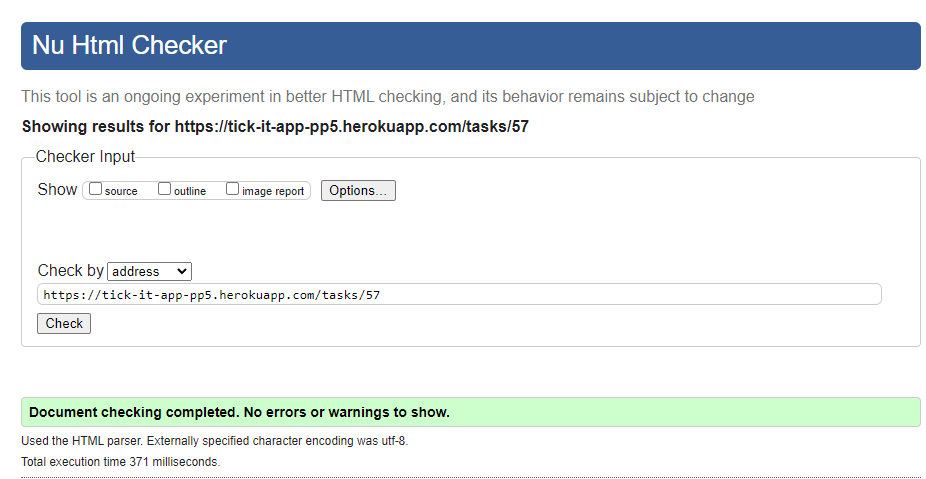 Nu Html Checker
This tool is an ongoing experiment in better HTML checking, and its behavior remains subject to change
Showing results for https://tick-it-app-pp5.herokuapp.com/tasks/57
Checker Input
Show source outline image report Options...
Check by address
https://tick-it-app-pp5.herokuapp.com/tasks/57
Check
Document checking completed. No errors or warnings to show.
Used the HTML parser. Externally specified character encoding was utf-8.
Total execution time 371 milliseconds.